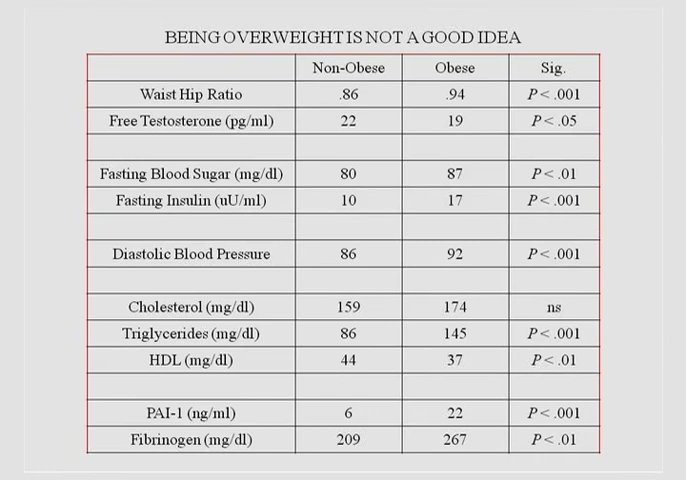 BEING OVERWEIGHT IS NOT A GOOD IDEA
Non-Obese Obese Sig.
Waist Hip Ratio .86 .94 P < .001
Free Testosterone (pg/ml) 22 19 P < .05
Fasting Blood Sugar (mg/dl) 80 87 P < .01
Fasting Insulin (uU/ml) 10 17 P < .001
Diastolic Blood Pressure 86 92 P < .001
Cholesterol (mg/dl) 159 174 ns
Triglycerides (mg/dl) 86 145 P < .001
HDL (mg/dl) 44 37 P < .01
PAI-1 (ng/ml) 6 22 P < .001
Fibrinogen (mg/dl) 209 267 P < .01